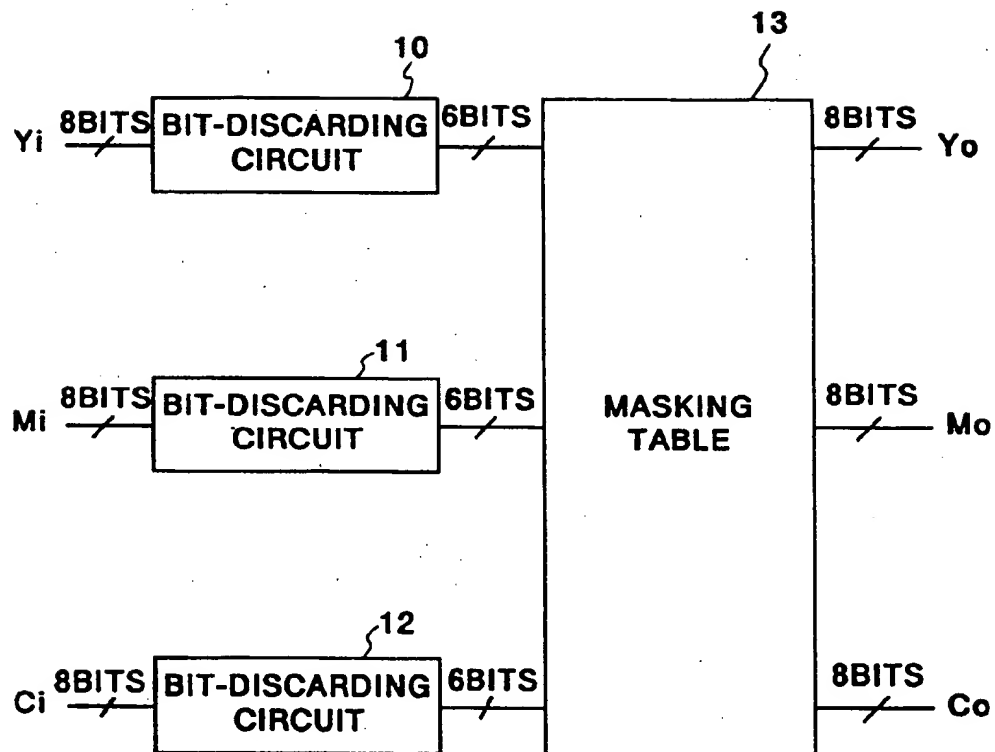 10
13
Yi 8BITS BIT-DISCARDING CIRCUIT 6BITS 8BITS Yo
11
Mi 8BITS BIT-DISCARDING CIRCUIT 6BITS MASKING TABLE 8BITS Mo
12
Ci 8BITS BIT-DISCARDING CIRCUIT 6BITS 8BITS Co